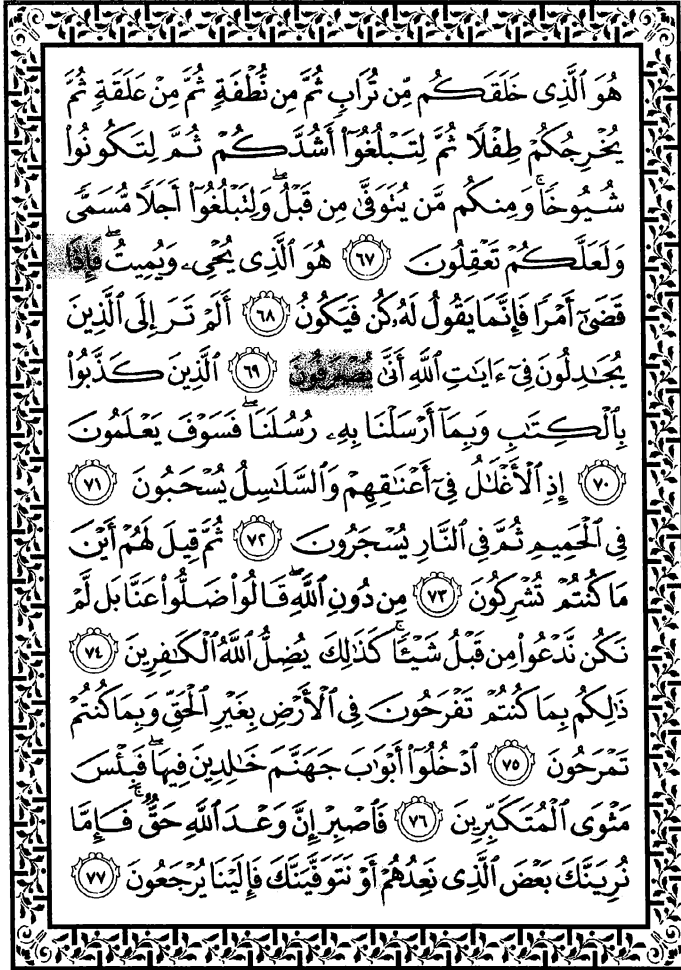 هُوَ ٱلَّذِى خَلَقَكُم مِّن تُرَابٍ ثُمَّ مِن نُّطْفَةٍ ثُمَّ مِنْ عَلَقَةٍ ثُمَّ
يُخْرِجُكُمْ طِفْلًا ثُمَّ لِتَبْلُغُوٓا۟ أَشُدَّكُمْ ثُمَّ لِتَكُونُوا۟
شُيُوخًا ۚ وَمِنكُم مَّن يُتَوَفَّىٰ مِن قَبْلُ ۖ وَلِتَبْلُغُوٓا۟ أَجَلًا مُّسَمًّى
وَلَعَلَّكُمْ تَعْقِلُونَ ٦٧ هُوَ ٱلَّذِى يُحْىِۦ وَيُمِيتُ ۖ فَإِذَا
قَضَىٰٓ أَمْرًا فَإِنَّمَا يَقُولُ لَهُۥ كُن فَيَكُونُ ٦٨ أَلَمْ تَرَ إِلَى ٱلَّذِينَ
يُجَٰدِلُونَ فِىٓ ءَايَٰتِ ٱللَّهِ أَنَّىٰ يُصْرَفُونَ ٦٩ ٱلَّذِينَ كَذَّبُوا۟
بِٱلْكِتَٰبِ وَبِمَآ أَرْسَلْنَا بِهِۦ رُسُلَنَا ۖ فَسَوْفَ يَعْلَمُونَ
٧٠ إِذِ ٱلْأَغْلَٰلُ فِىٓ أَعْنَٰقِهِمْ وَٱلسَّلَٰسِلُ يُسْحَبُونَ ٧١
فِى ٱلْحَمِيمِ ثُمَّ فِى ٱلنَّارِ يُسْجَرُونَ ٧٢ ثُمَّ قِيلَ لَهُمْ أَيْنَ
مَا كُنتُمْ تُشْرِكُونَ ٧٣ مِن دُونِ ٱللَّهِ ۖ قَالُوا۟ ضَلُّوا۟ عَنَّا بَل لَّمْ
نَكُن نَّدْعُوا۟ مِن قَبْلُ شَيْـًٔا ۚ كَذَٰلِكَ يُضِلُّ ٱللَّهُ ٱلْكَٰفِرِينَ ٧٤
ذَٰلِكُم بِمَا كُنتُمْ تَفْرَحُونَ فِى ٱلْأَرْضِ بِغَيْرِ ٱلْحَقِّ وَبِمَا كُنتُمْ
تَمْرَحُونَ ٧٥ ٱدْخُلُوٓا۟ أَبْوَٰبَ جَهَنَّمَ خَٰلِدِينَ فِيهَا ۖ فَبِئْسَ
مَثْوَى ٱلْمُتَكَبِّرِينَ ٧٦ فَٱصْبِرْ إِنَّ وَعْدَ ٱللَّهِ حَقٌّ ۚ فَإِمَّا
نُرِيَنَّكَ بَعْضَ ٱلَّذِى نَعِدُهُمْ أَوْ نَتَوَفَّيَنَّكَ فَإِلَيْنَا يُرْجَعُونَ ٧٧